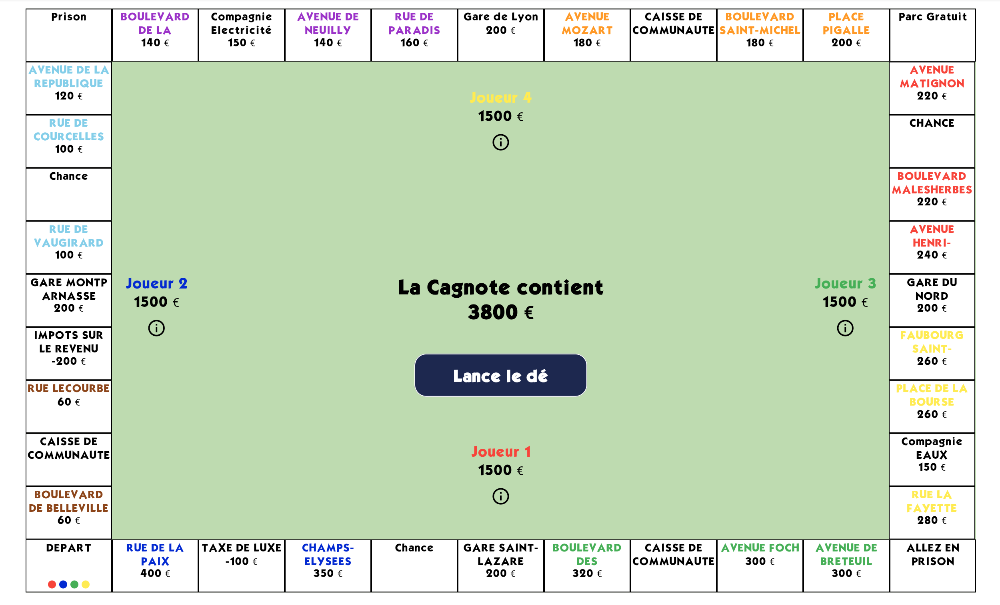 Prison
BOULEVARD
DE LA
140 €
Compagnie
Electricité
150 €
AVENUE DE
NEUILLY
140 €
RUE DE
PARADIS
160 €
Gare de Lyon
200 €
AVENUE
MOZART
180 €
CAISSE DE
COMMUNAUTE
BOULEVARD
SAINT-MICHEL
180 €
PLACE
PIGALLE
200 €
Parc Gratuit
AVENUE DE LA
REPUBLIQUE
120 €
RUE DE
COURCELLES
100 €
Chance
RUE DE
VAUGIRARD
100 €
GARE MONTP
ARNASSE
200 €
IMPOTS SUR
LE REVENU
-200 €
RUE LECOURBE
60 €
CAISSE DE
COMMUNAUTE
BOULEVARD
DE BELLEVILLE
60 €
Joueur 4
1500 €
i
Joueur 2
1500 €
i
La Cagnote contient
3800 €
Lance le dé
Joueur 3
1500 €
i
Joueur 1
1500 €
i
AVENUE
MATIGNON
220 €
CHANCE
BOULEVARD
MALESHERBES
220 €
AVENUE
HENRI-
240 €
GARE DU
NORD
200 €
FAUBOURG
SAINT-
260 €
PLACE DE LA
BOURSE
260 €
Compagnie
EAUX
150 €
RUE LA
FAYETTE
280 €
DEPART
RUE DE LA
PAIX
400 €
TAXE DE LUXE
-100 €
CHAMPS-
ELYSEES
350 €
Chance
GARE SAINT-
LAZARE
200 €
BOULEVARD
DES
320 €
CAISSE DE
COMMUNAUTE
AVENUE FOCH
300 €
AVENUE DE
BRETEUIL
300 €
ALLEZ EN
PRISON